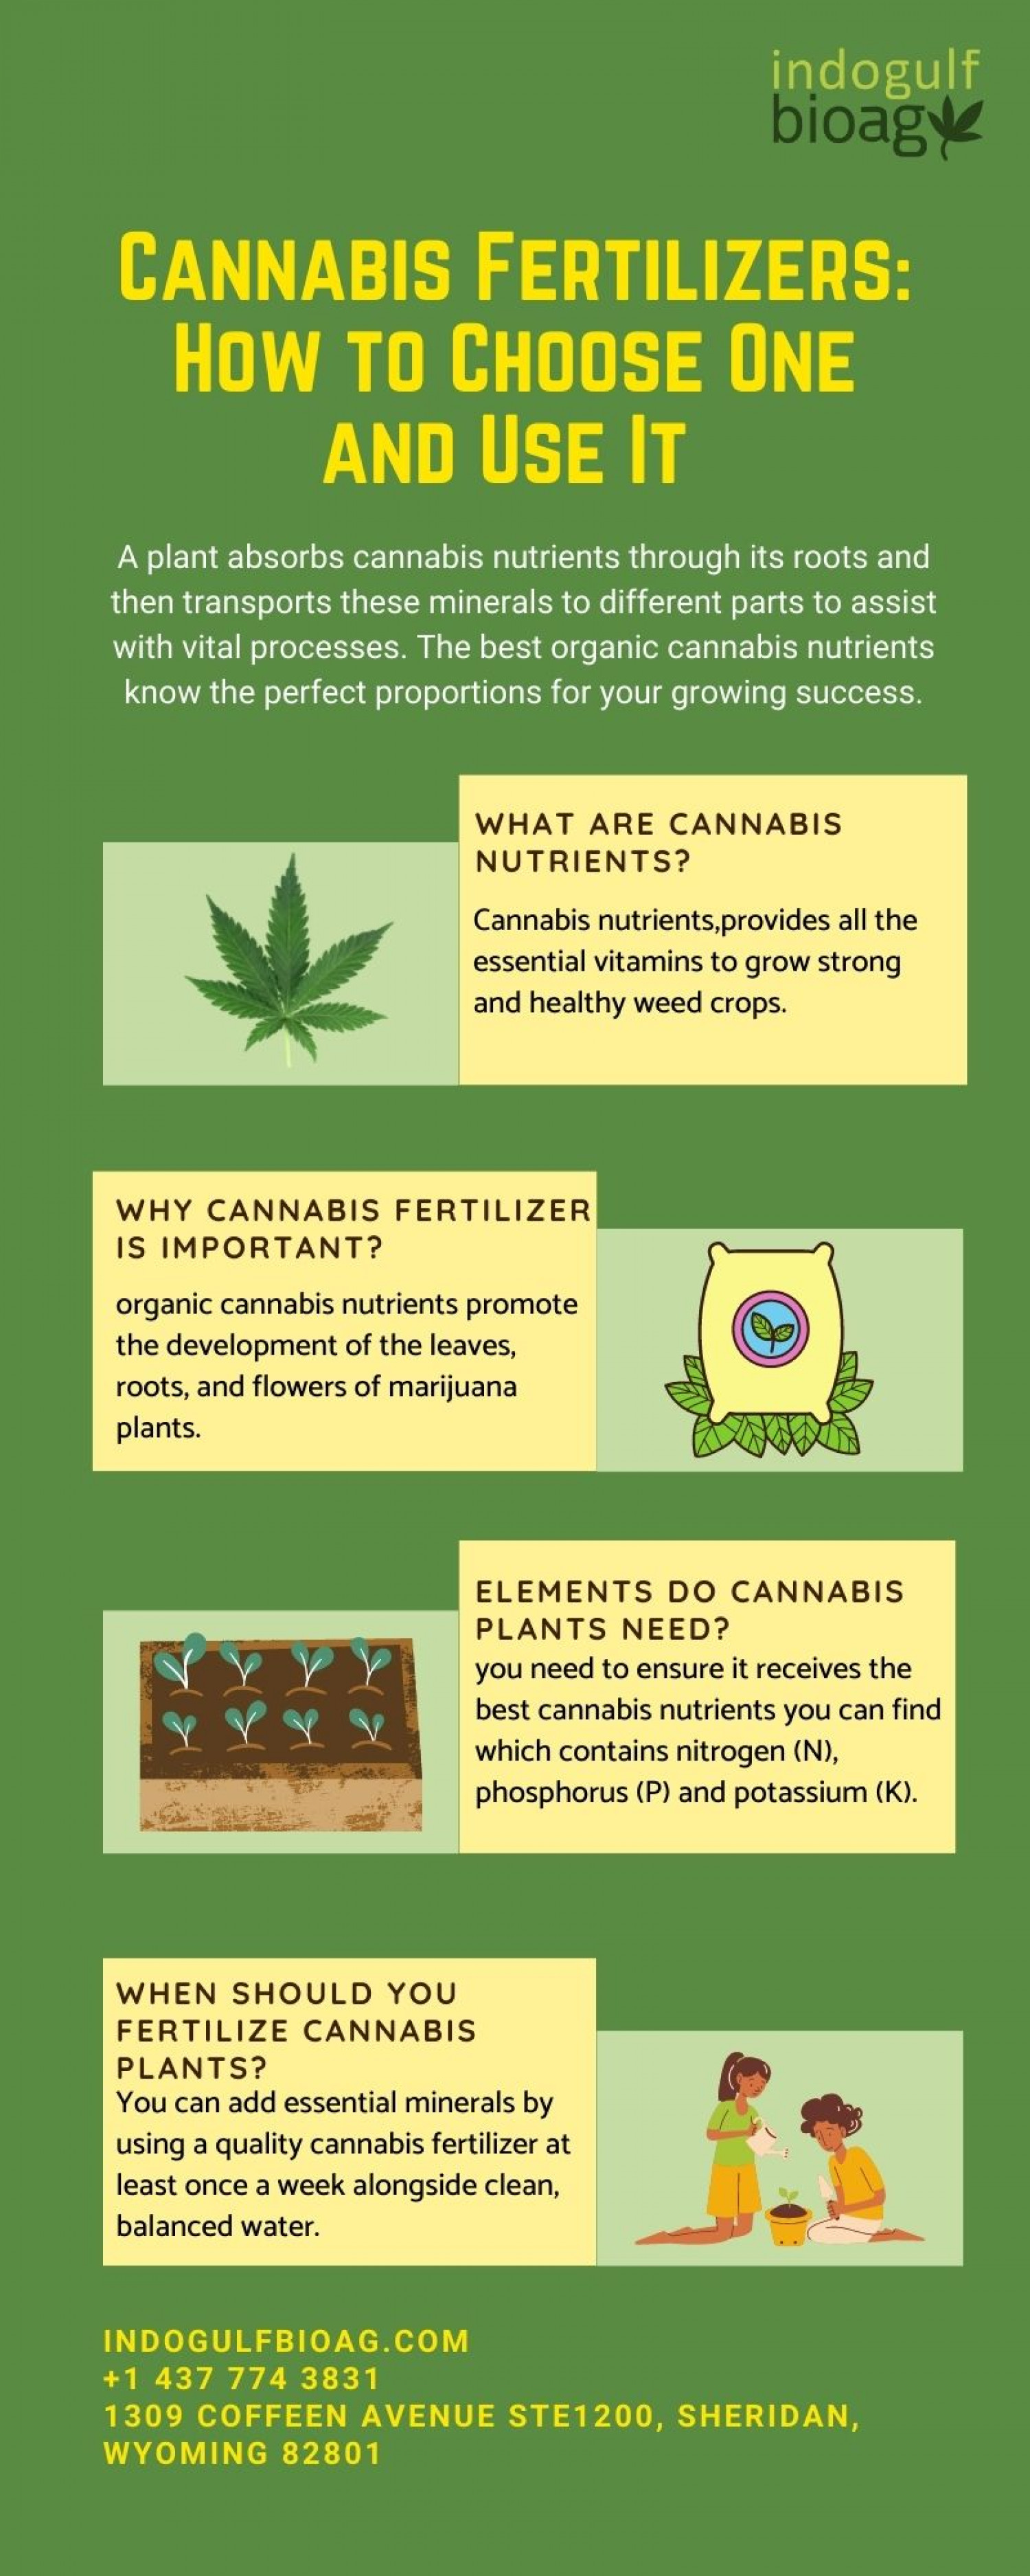 indogulf
bioag
Cannabis Fertilizers:
How to Choose One
and Use It
A plant absorbs cannabis nutrients through its roots and
then transports these minerals to different parts to assist
with vital processes. The best organic cannabis nutrients
know the perfect proportions for your growing success.
WHAT ARE CANNABIS
NUTRIENTS?
Cannabis nutrients,provides all the
essential vitamins to grow strong
and healthy weed crops.
WHY CANNABIS FERTILIZER
IS IMPORTANT?
organic cannabis nutrients promote
the development of the leaves,
roots, and flowers of marijuana
plants.
ELEMENTS DO CANNABIS
PLANTS NEED?
you need to ensure it receives the
best cannabis nutrients you can find
which contains nitrogen (N),
phosphorus (P) and potassium (K).
WHEN SHOULD YOU
FERTILIZE CANNABIS
PLANTS?
You can add essential minerals by
using a quality cannabis fertilizer at
least once a week alongside clean,
balanced water.
INDOGULFBIOAG.COM
+1 437 774 3831
1309 COFFEEN AVENUE STE1200, SHERIDAN,
WYOMING 82801